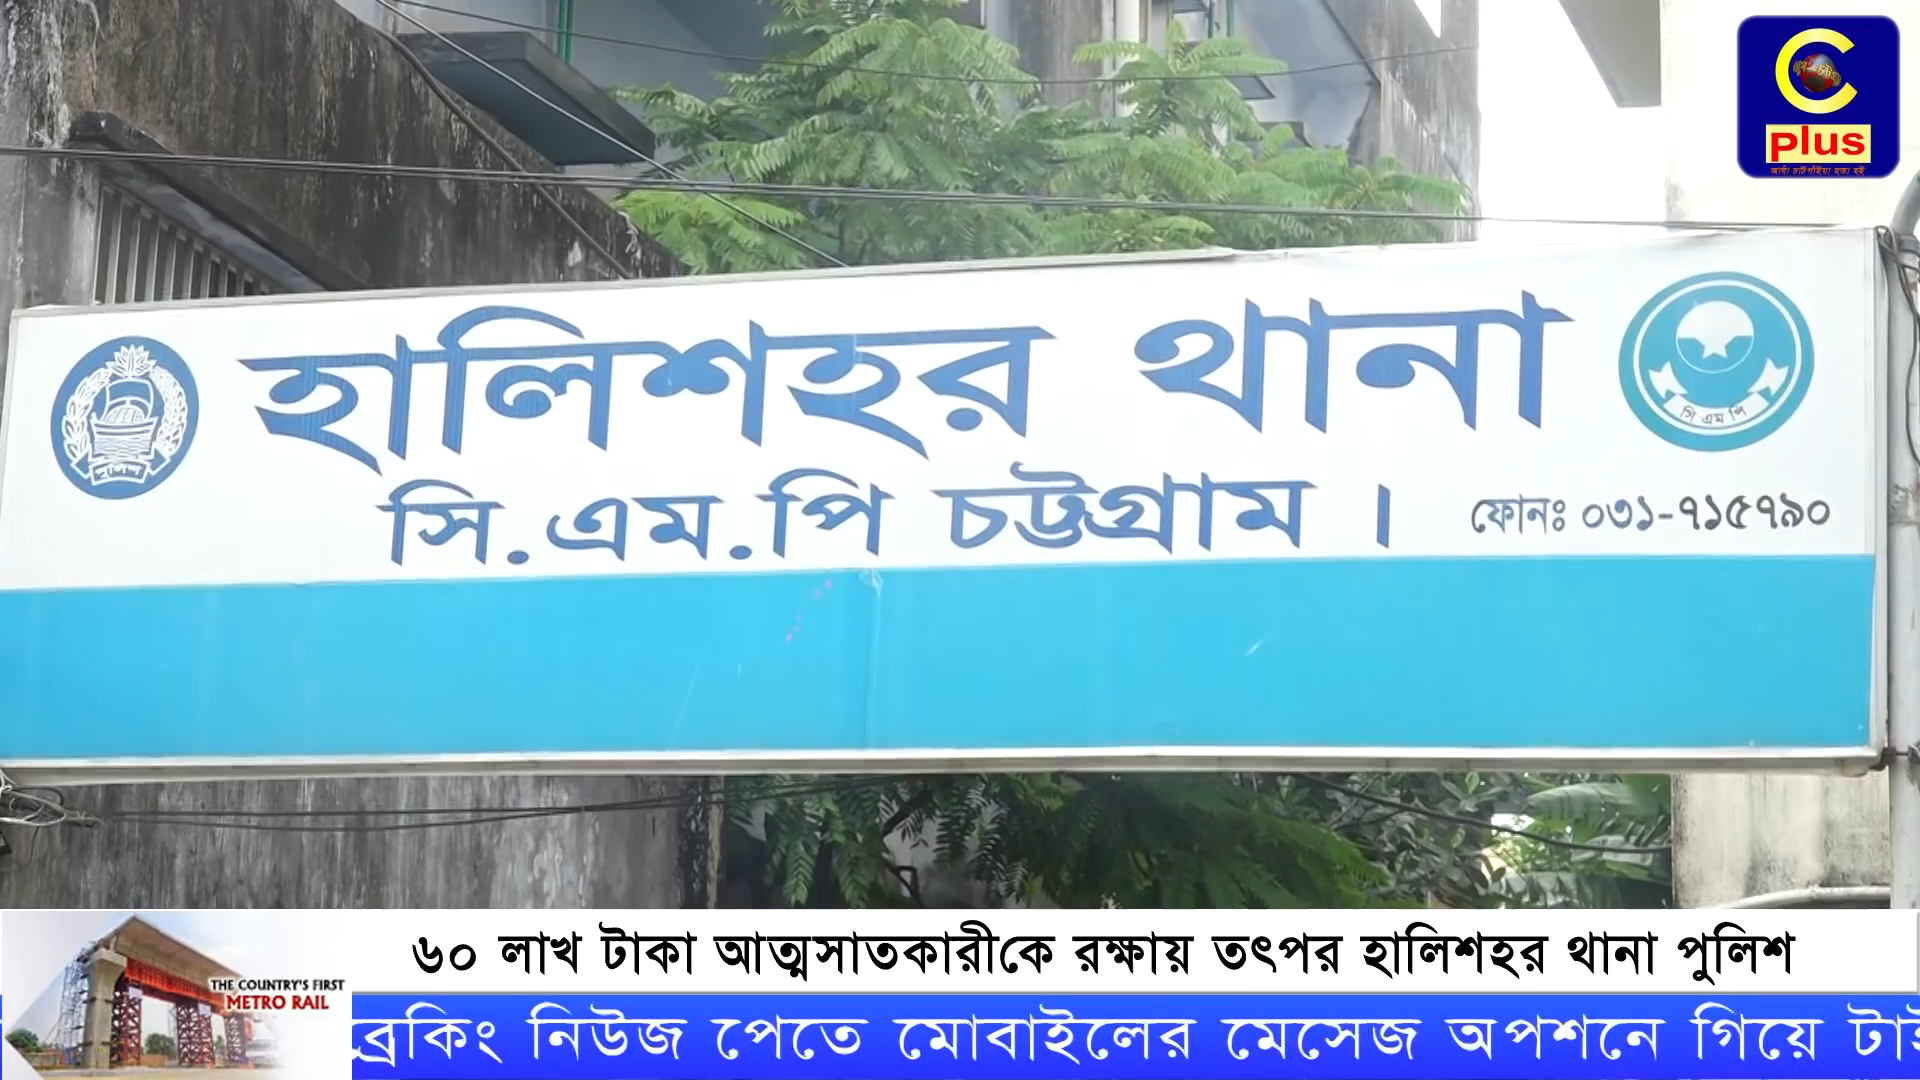 C
plus
হালিশহর থানা
সি.এম.পি চট্টগ্রাম ।
ফোনঃ ০৩১-৭১৫৭৯০
পুলিশ
সি এম পি
৬০ লাখ টাকা আত্মসাতকারীকে রক্ষায় তৎপর হালিশহর থানা পুলিশ
THE COUNTRY'S FIRST
METRO RAIL
ব্রেকিং নিউজ পেতে মোবাইলের মেসেজ অপশনে গিয়ে